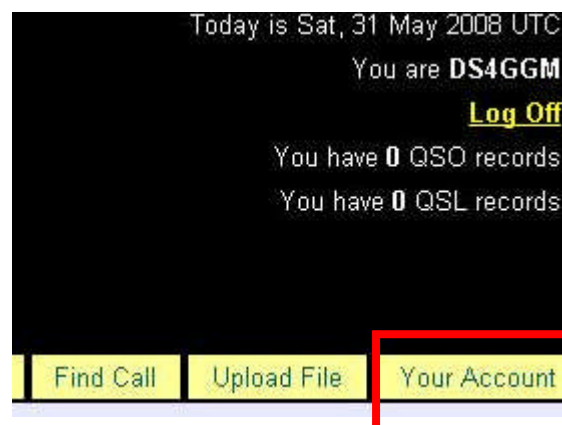 Today is Sat, 31 May 2008 UTC
You are DS4GGM
Log Off
You have 0 QSO records
You have 0 QSL records
Find Call Upload File Your Account